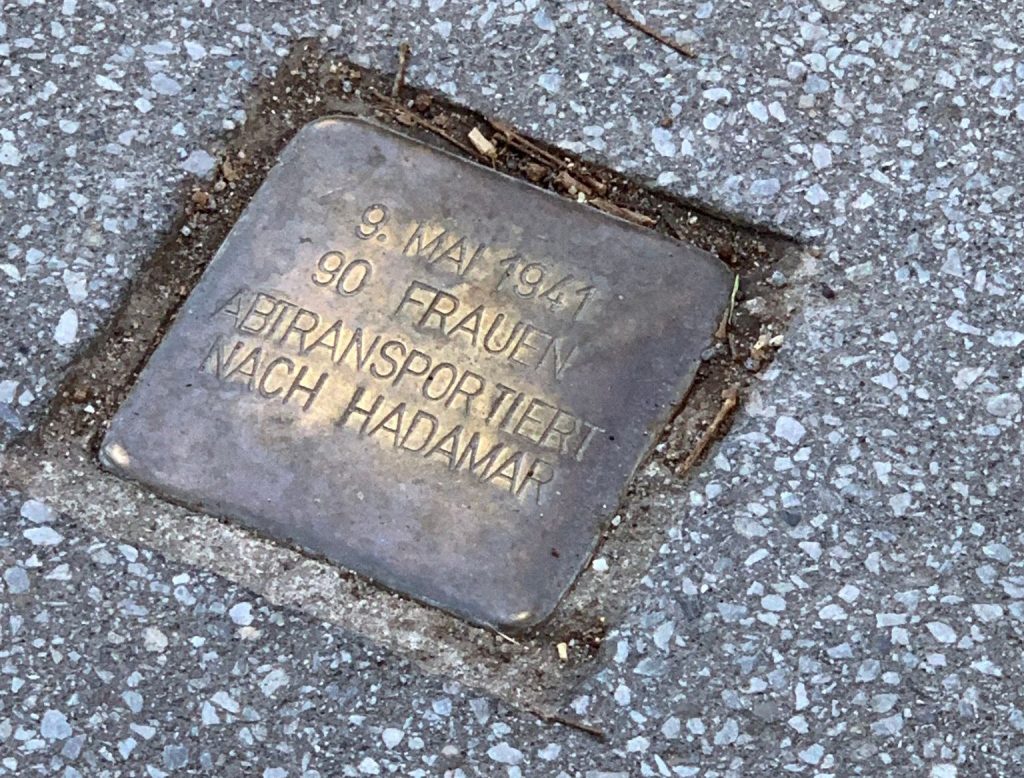 9. MAI 1941
90 FRAUEN
ABTRANSPORTIERT
NACH HADAMAR